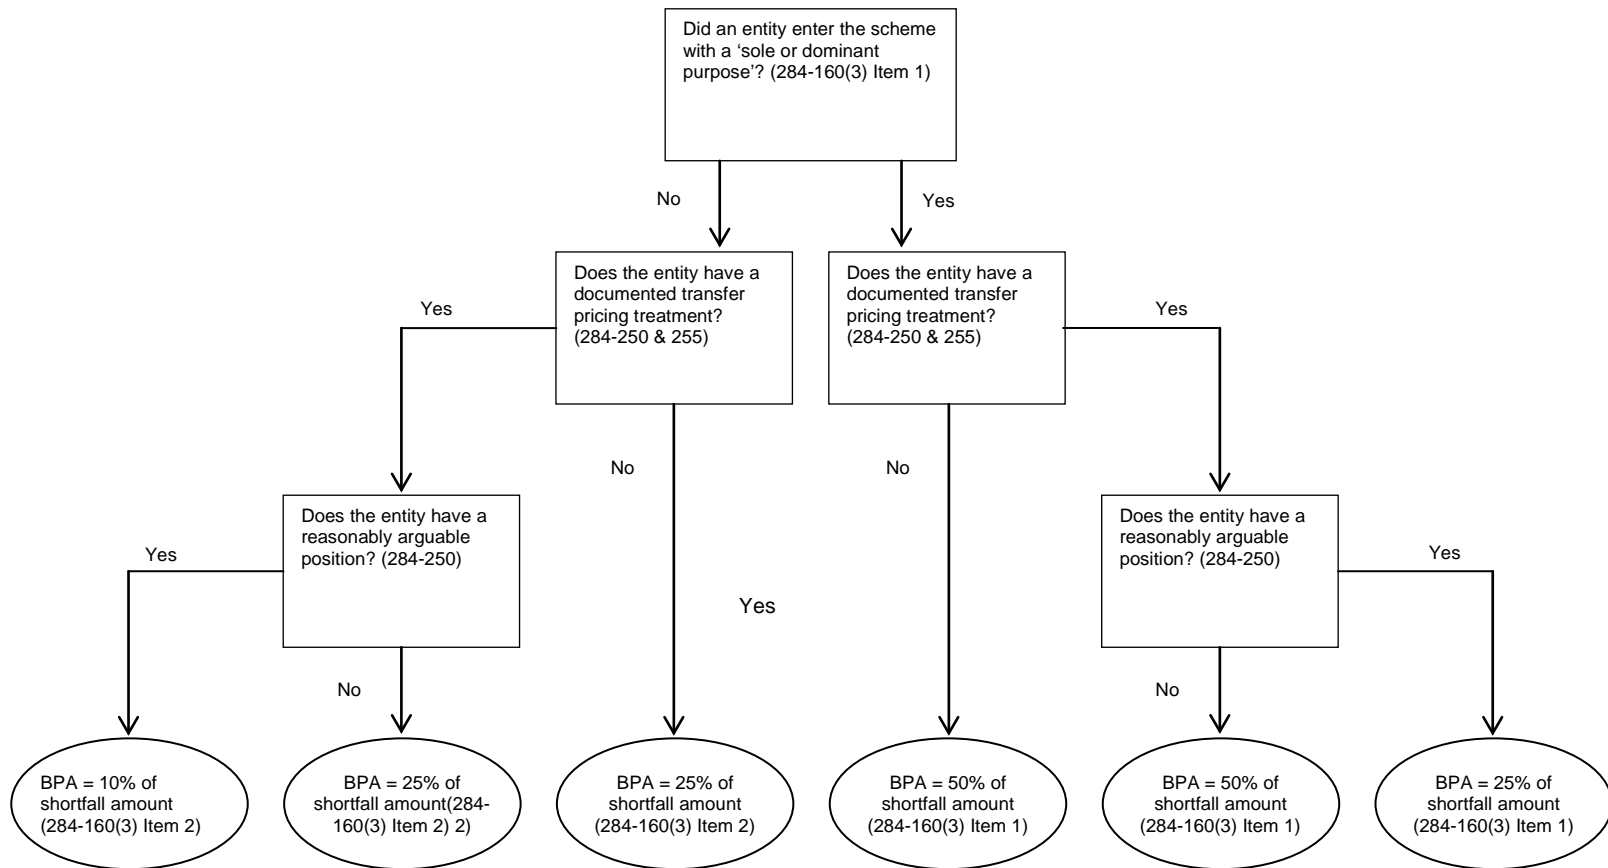 Did an entity enter the scheme
with a ‘sole or dominant
purpose’? (284-160(3) Item 1)
No
Yes
Does the entity have a
documented transfer
pricing treatment?
(284-250 & 255)
Does the entity have a
documented transfer
pricing treatment?
(284-250 & 255)
Yes
Yes
No
No
Does the entity have a
reasonably arguable
position? (284-250)
Does the entity have a
reasonably arguable
position? (284-250)
Yes
Yes
Yes
No
No
BPA = 10% of
shortfall amount
(284-160(3) Item 2)
BPA = 25% of
shortfall amount(284-
160(3) Item 2) 2)
BPA = 25% of
shortfall amount
(284-160(3) Item 2)
BPA = 50% of
shortfall amount
(284-160(3) Item 1)
BPA = 50% of
shortfall amount
(284-160(3) Item 1)
BPA = 25% of
shortfall amount
(284-160(3) Item 1)